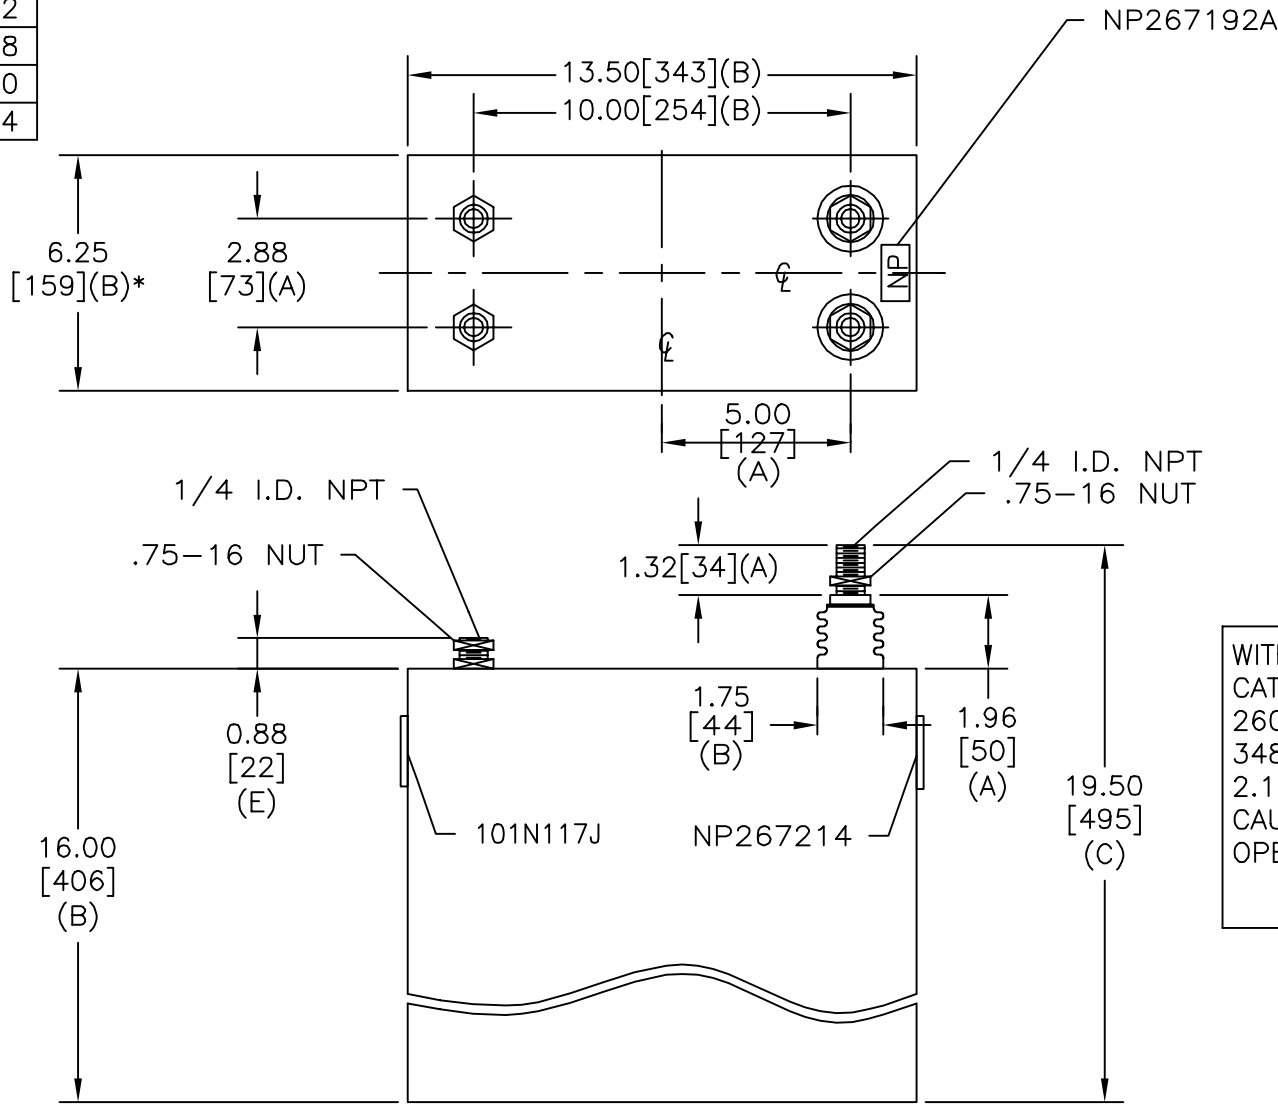 2
8
0
4
NP267192A
13.50[343](B)
10.00[254](B)
6.25
[159](B)*
2.88
[73](A)
NP
5.00
[127]
(A)
1/4 I.D. NPT
.75-16 NUT
1/4 I.D. NPT
.75-16 NUT
1.32[34](A)
0.88
[22]
(E)
1.75
[44]
(B)
1.96
[50]
(A)
16.00
[406]
(B)
101N117J
NP267214
19.50
[495]
(C)
CAT
260
348
2.1